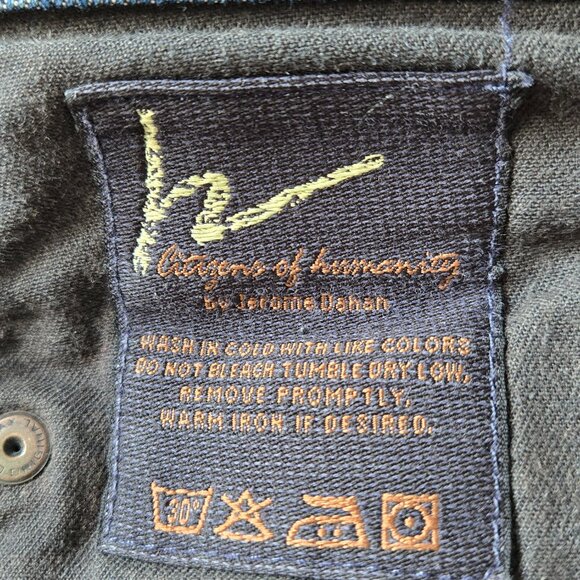 h
Citizens of humanity
by Jerome Dahan
WASH IN COLD WITH LIKE COLORS
DO NOT BLEACH TUMBLE DRY LOW,
REMOVE PROMPTLY.
WARM IRON IF DESIRED.
30°